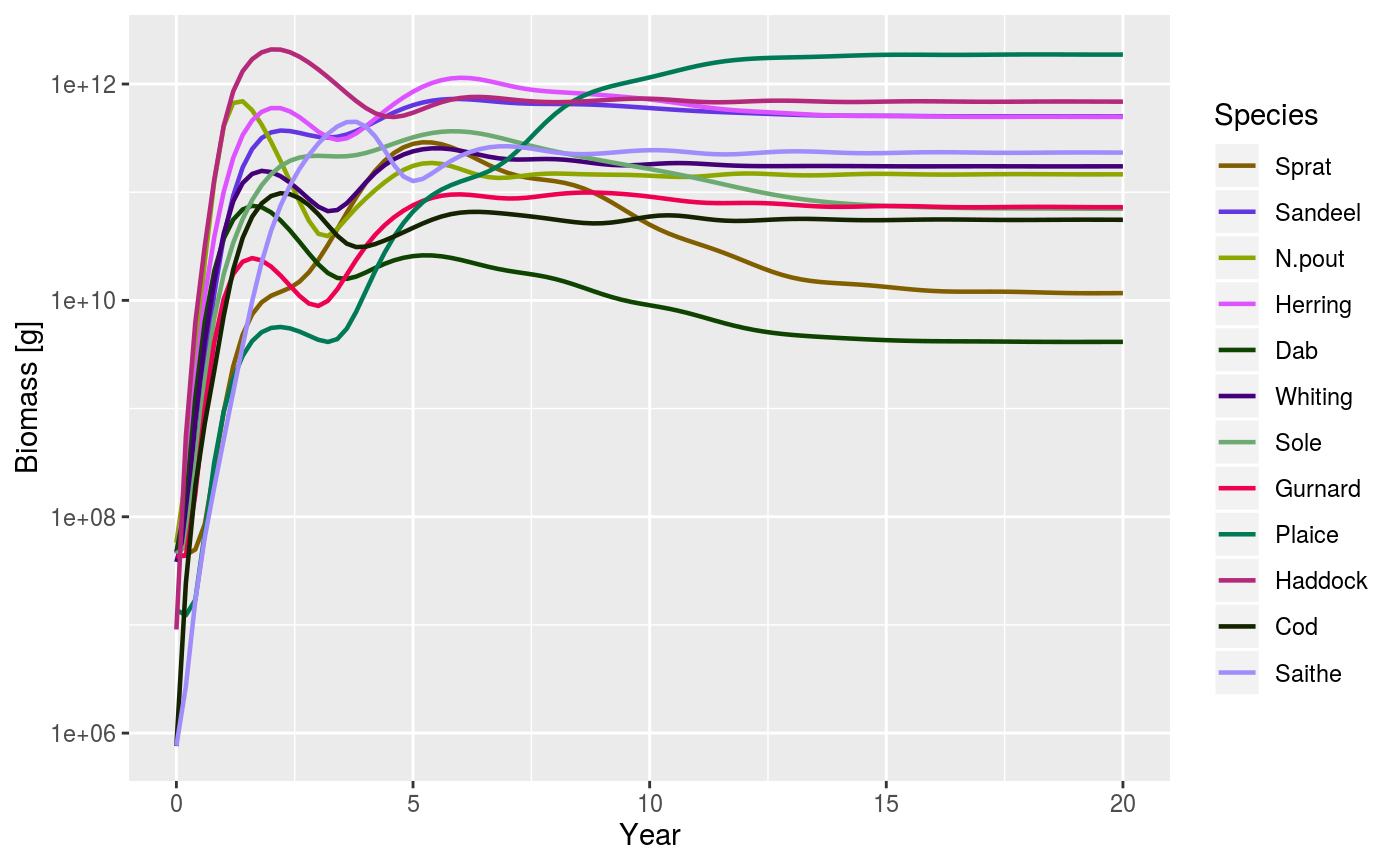 Biomass [g]
1e+12
1e+10
1e+08
1e+06
0 5 10 15 20
Year
Species
Sprat
Sandeel
N.pout
Herring
Dab
Whiting
Sole
Gurnard
Plaice
Haddock
Cod
Saithe